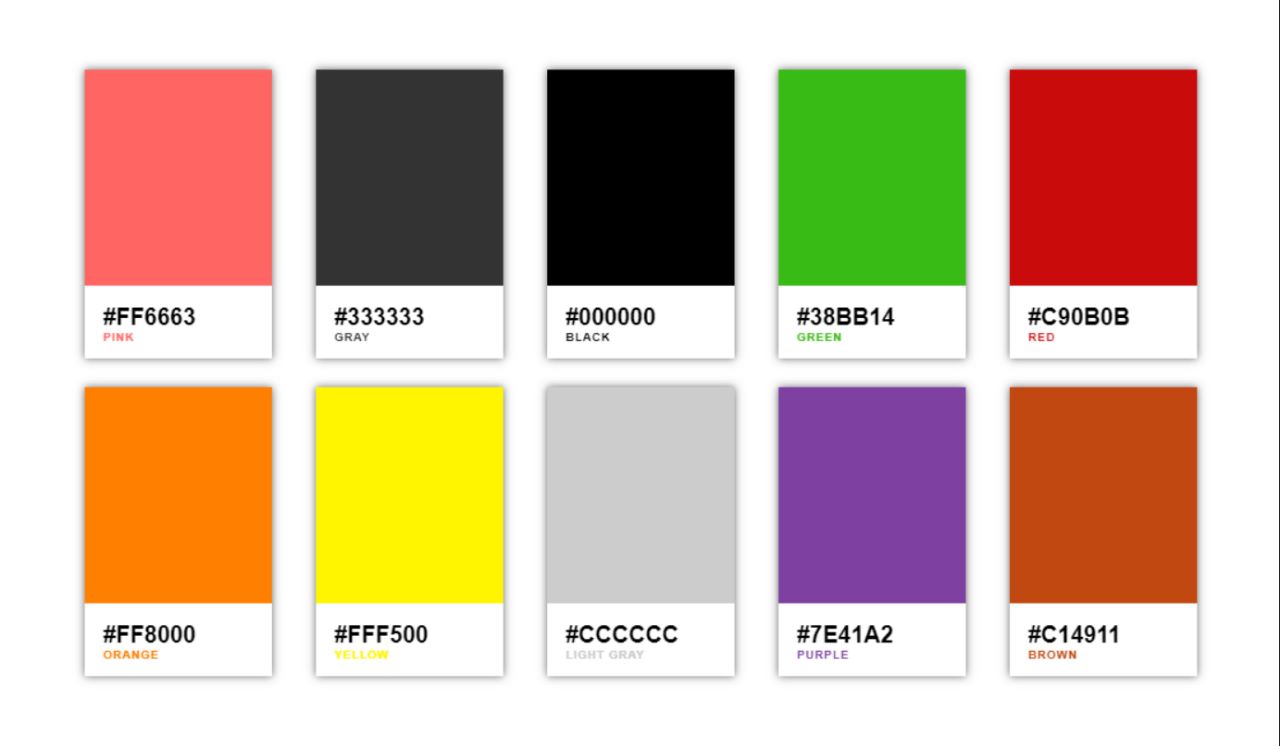 #FF6663
PINK
#333333
GRAY
#000000
BLACK
#38BB14
GREEN
#C90B0B
RED
#FF8000
ORANGE
#FFF500
YELLOW
#CCCCCC
LIGHT GRAY
#7E41A2
PURPLE
#C14911
BROWN